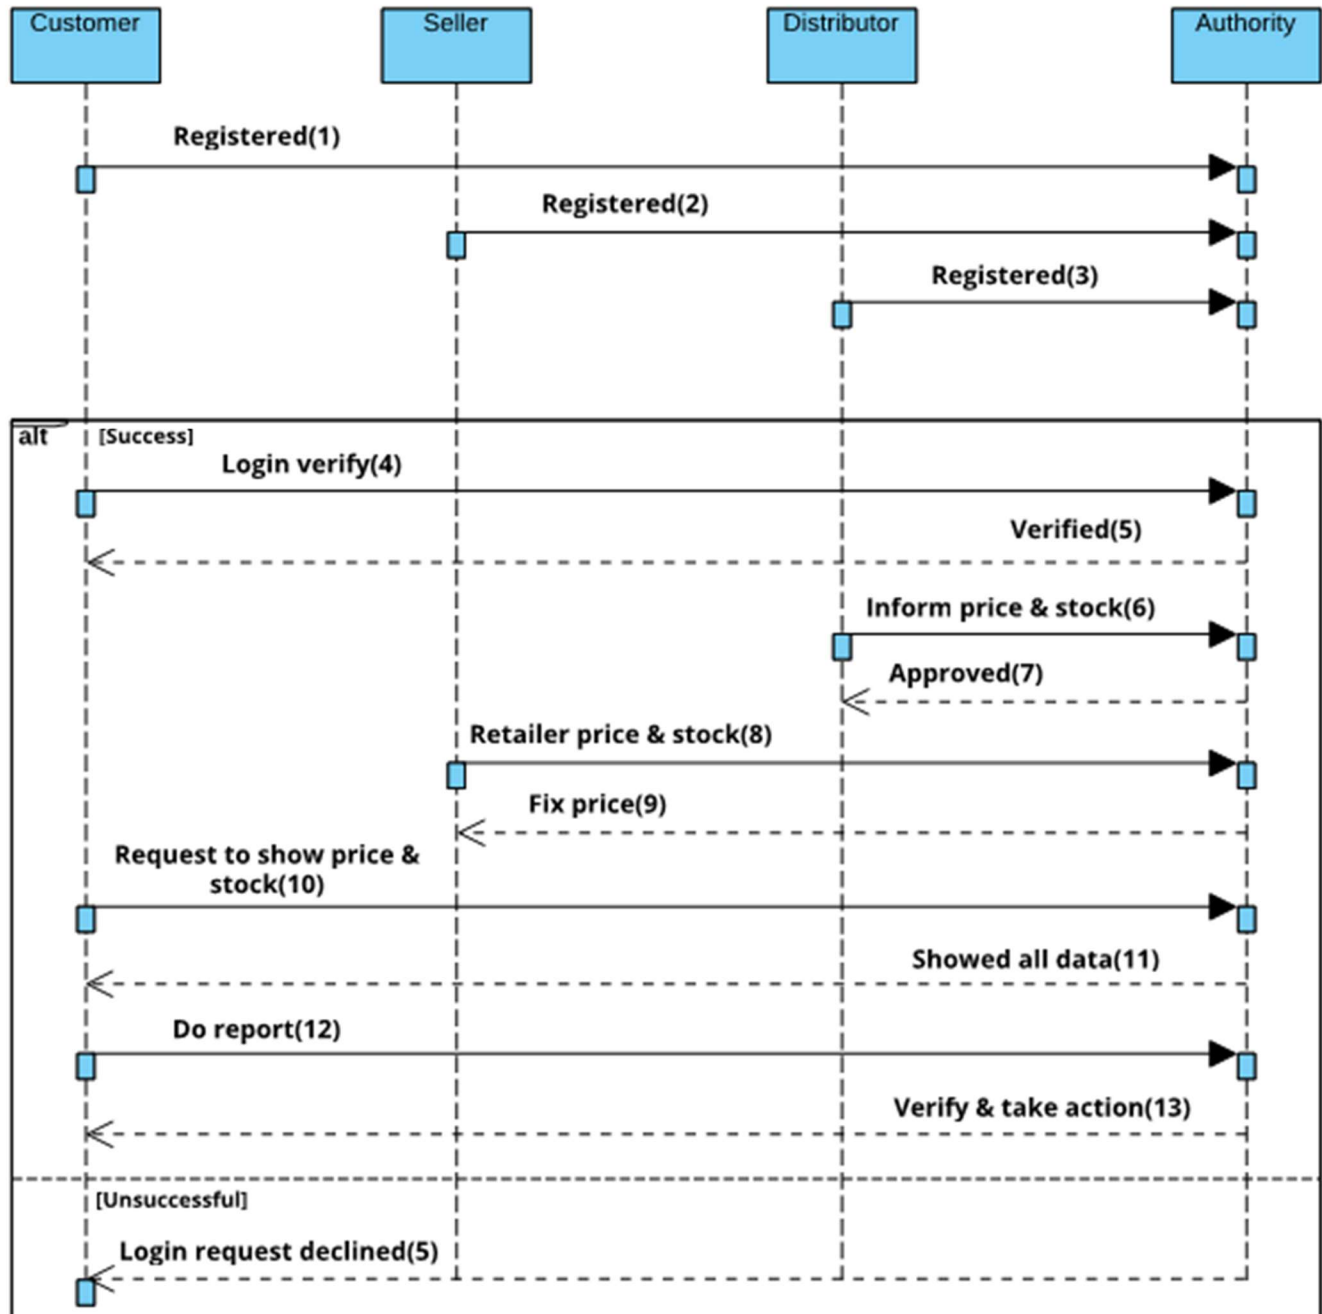 Customer
Seller
Distributor
Authority
Registered(1)
Registered(2)
Registered(3)
alt
[Success]
Login verify(4)
Verified(5)
Inform price & stock(6)
Approved(7)
Retailer price & stock(8)
Fix price(9)
Request to show price &
stock(10)
Showed all data(11)
Do report(12)
Verify & take action(13)
[Unsuccessful]
Login request declined(5)